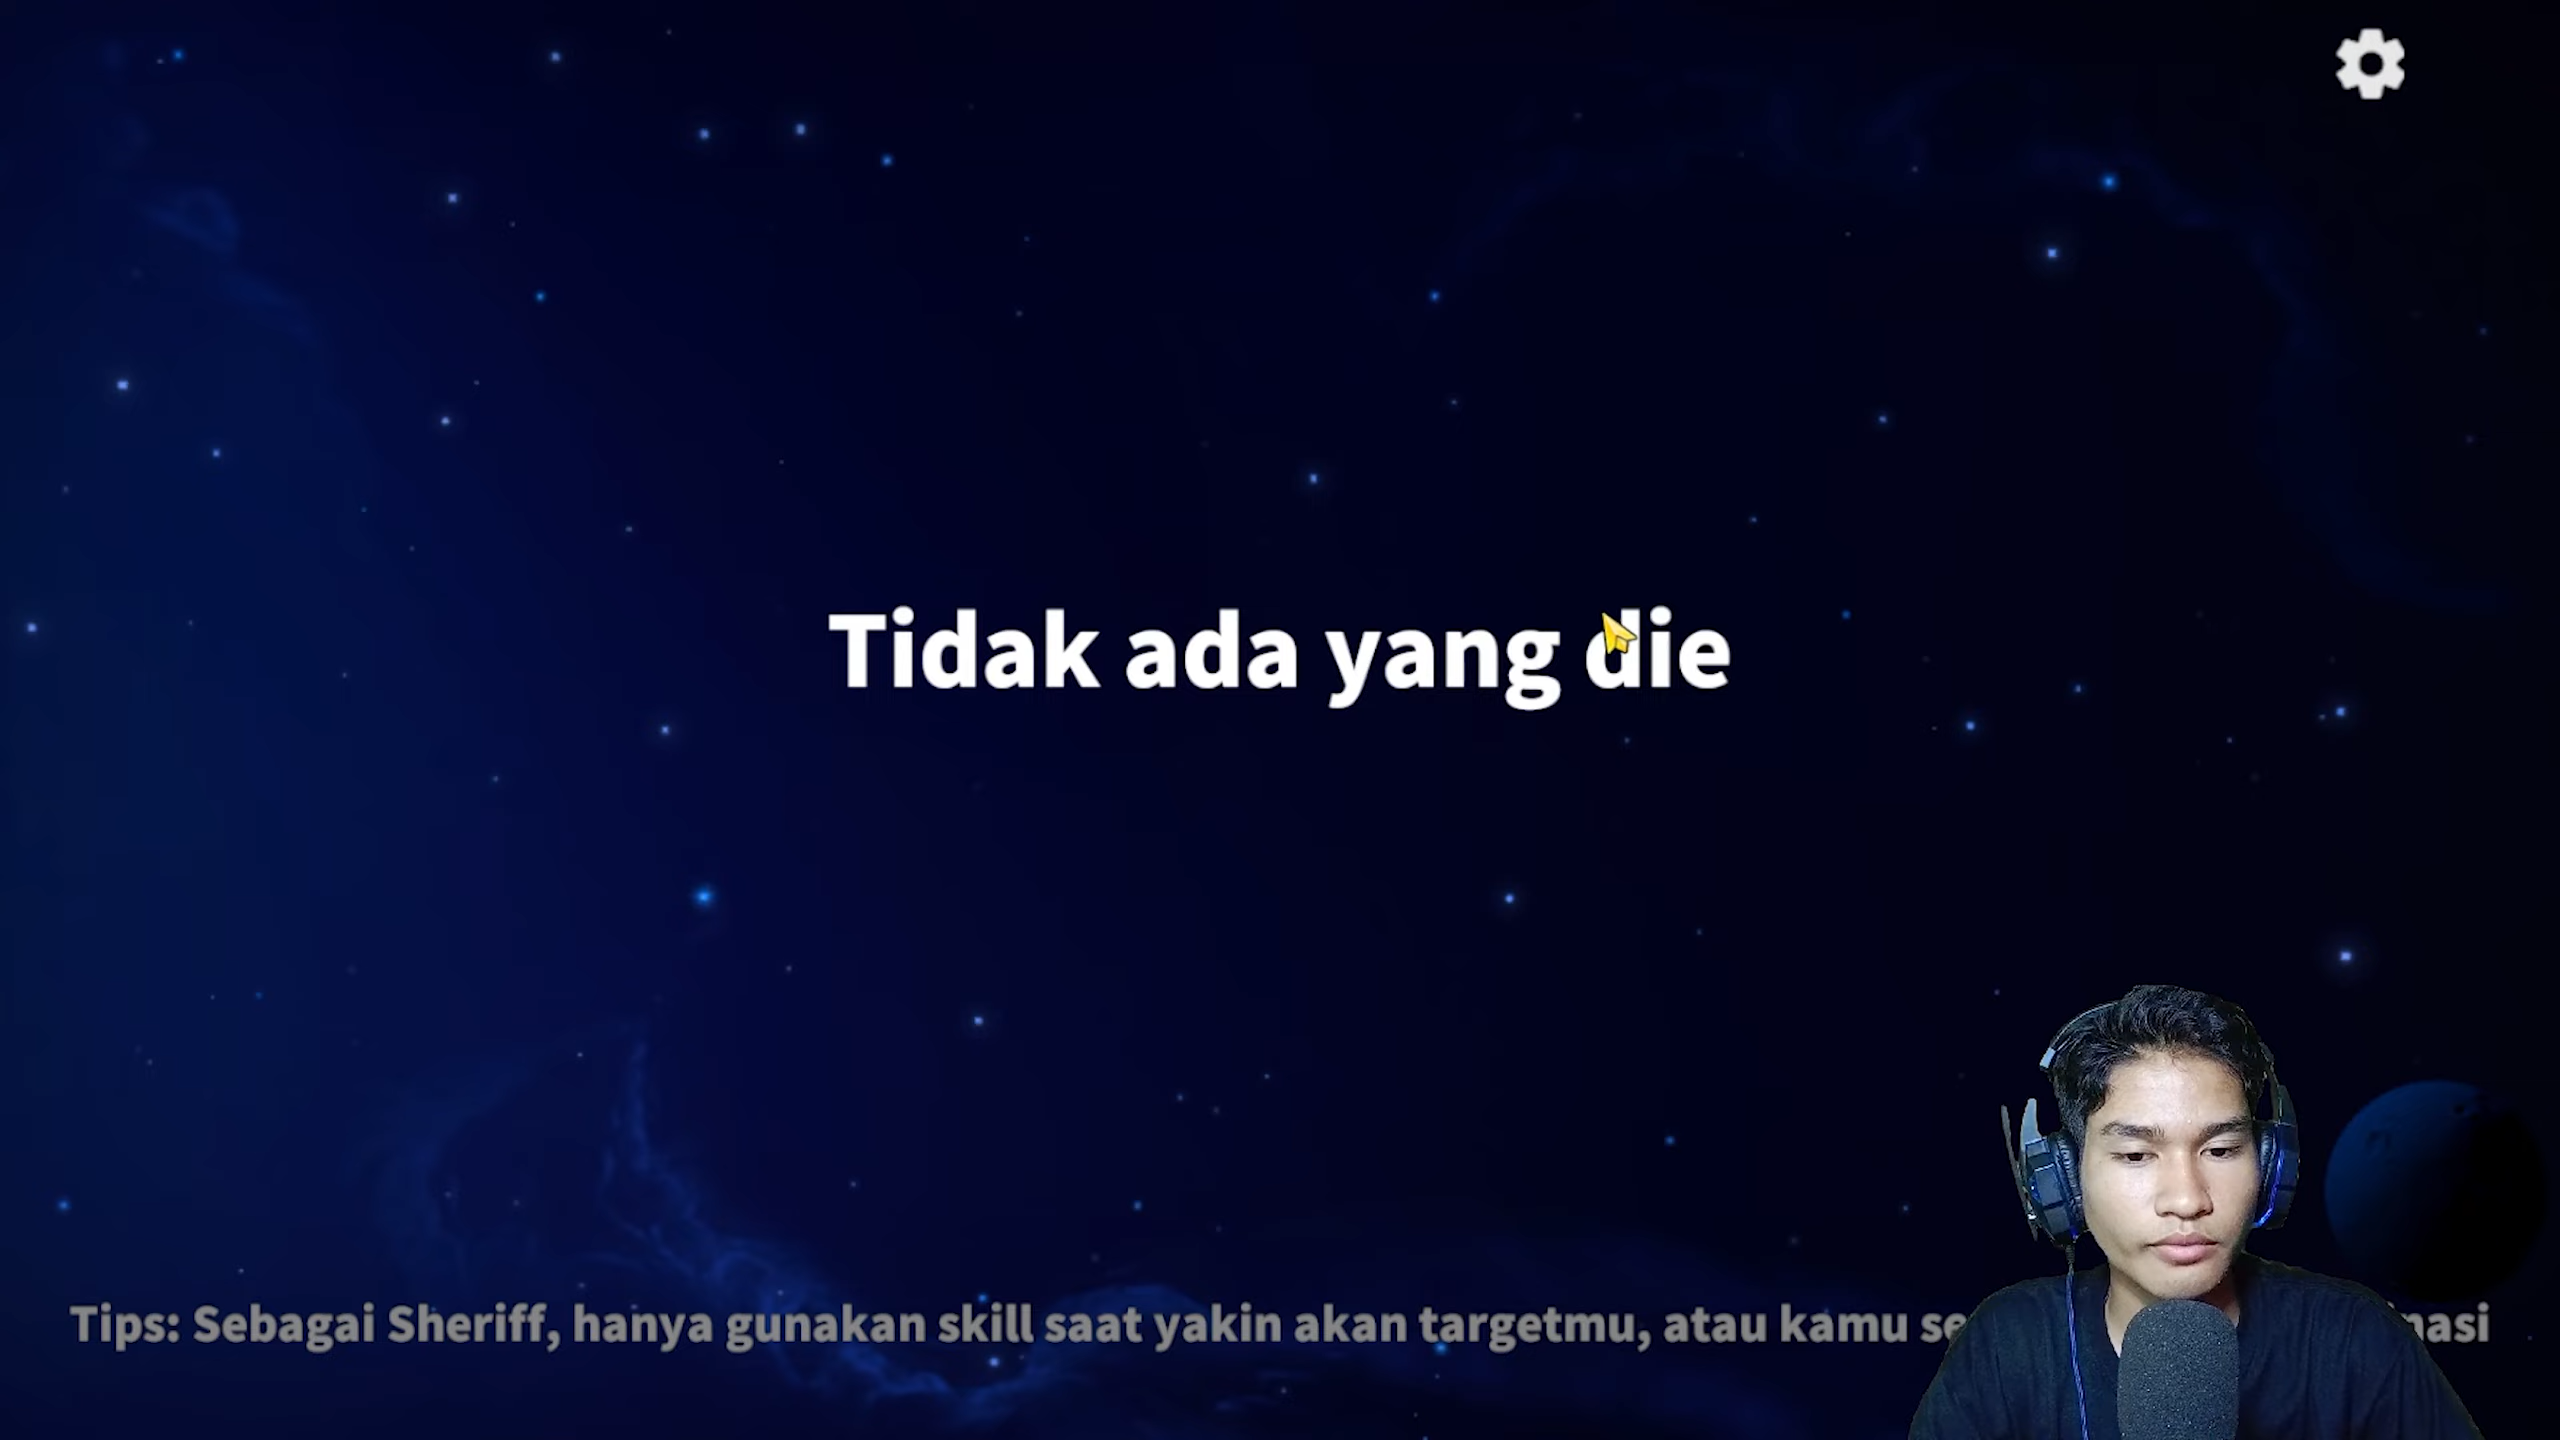 Tidak ada yang die
Tips: Sebagai Sheriff, hanya gunakan skill saat yakin akan targetmu, atau kamu